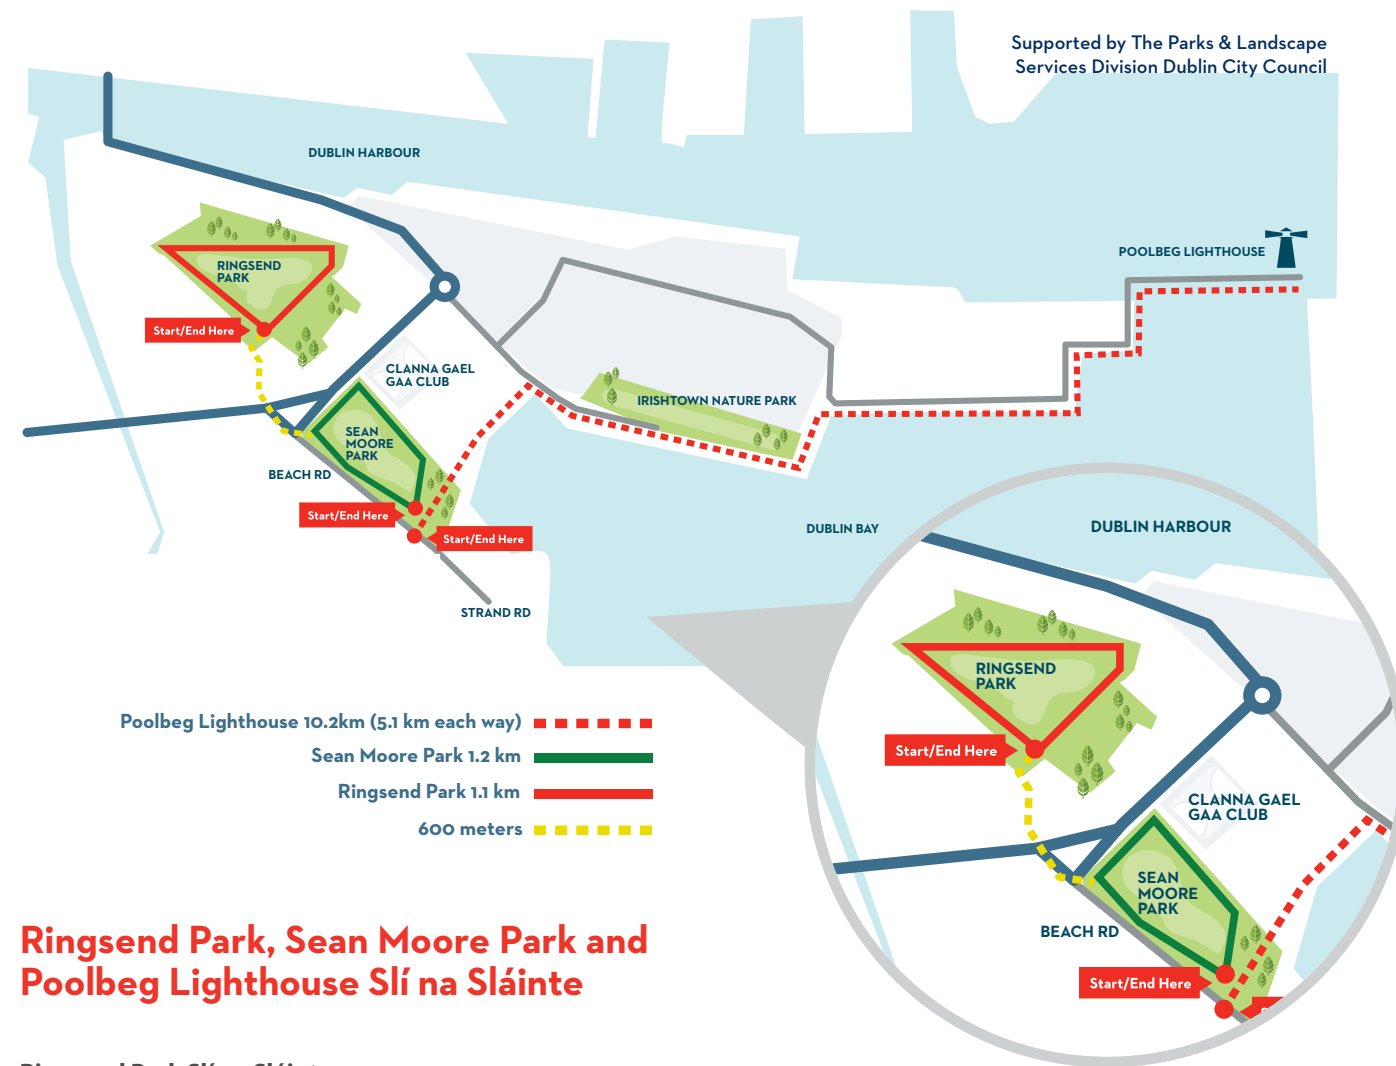 Supported by The Parks & Landscape
Services Division Dublin City Council
DUBLIN HARBOUR
POOLBEG LIGHTHOUSE
RINGSEND
PARK
Start/End Here
CLANNA GAEL
GAA CLUB
IRISHTOWN NATURE PARK
SEAN
MOORE
PARK
BEACH RD
Start/End Here
Start/End Here
STRAND RD
DUBLIN BAY
DUBLIN HARBOUR
RINGSEND
PARK
Start/End Here
CLANNA GAEL
GAA CLUB
SEAN
MOORE
PARK
BEACH RD
Start/End Here
Poolbeg Lighthouse 10.2km (5.1 km each way)
Sean Moore Park 1.2 km
Ringsend Park 1.1 km
600 meters
Ringsend Park, Sean Moore Park and
Poolbeg Lighthouse Slí na Sláinte